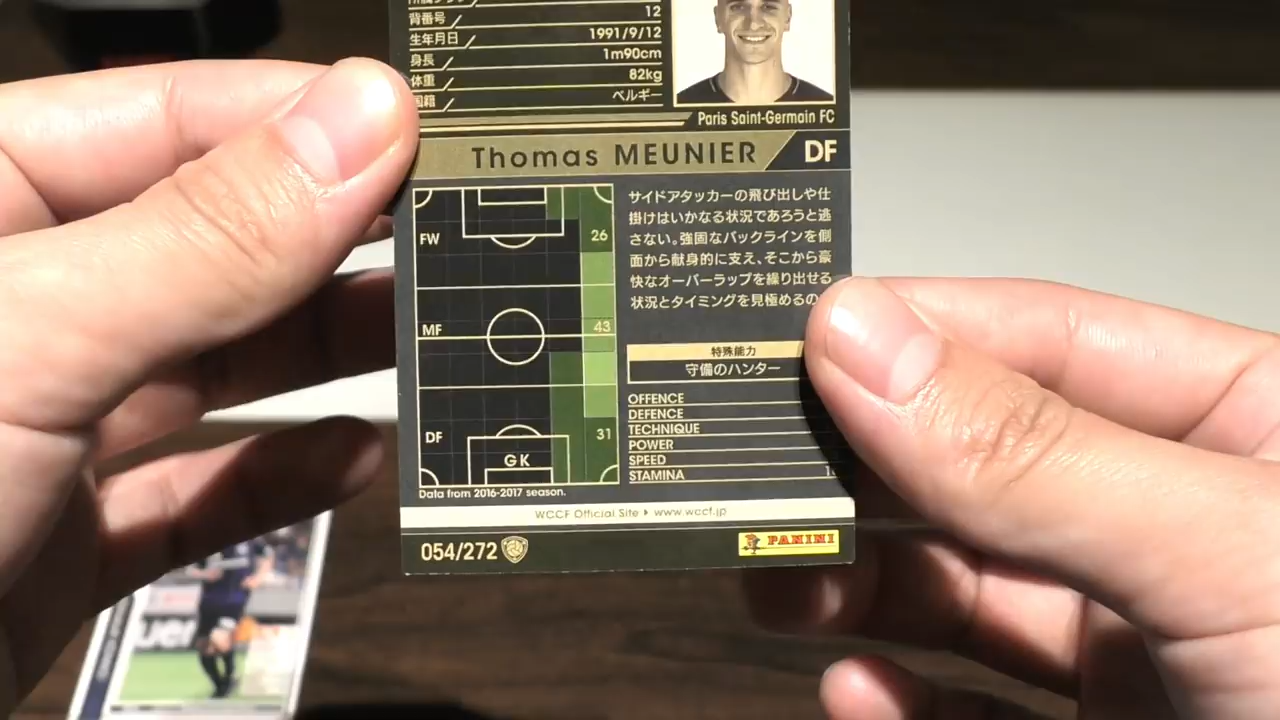 背番号 12
生年月日 1991/9/12
身長 1m90cm
体重 82kg
国籍 ベルギー
Paris Saint-Germain FC
Thomas MEUNIER DF
サイドアタッカーの飛び出しや仕
掛けはいかなる状況であろうと逃
さない。強固なバックラインを側
面から献身的に支え、そこから豪
快なオーバーラップを繰り出せる
状況とタイミングを見極めるの
FW 26
MF 43
DF 31
GK
特殊能力
守備のハンター
OFFENCE
DEFENCE
TECHNIQUE
POWER
SPEED
STAMINA
Data from 2016-2017 season.
WCCF Official Site ▶ www.wccf.jp
054/272
PANINI